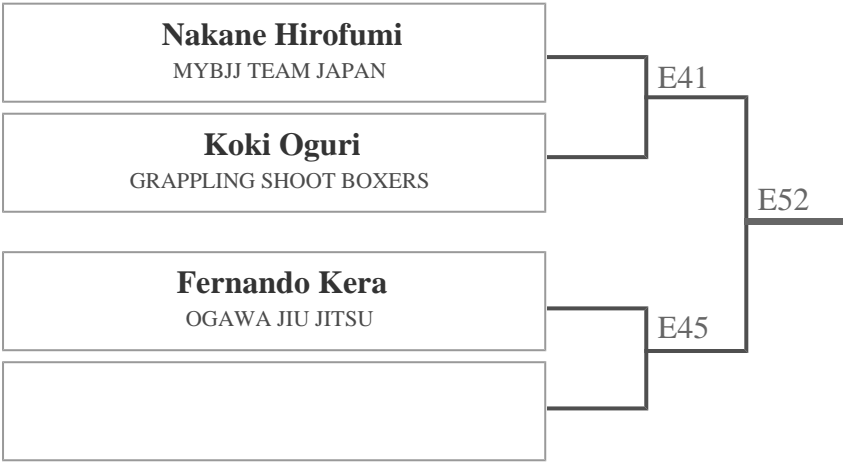 Nakane Hirofumi
MYBJJ TEAM JAPAN
E41
Koki Oguri
GRAPPLING SHOOT BOXERS
E52
Fernando Kera
OGAWA JIU JITSU
E45